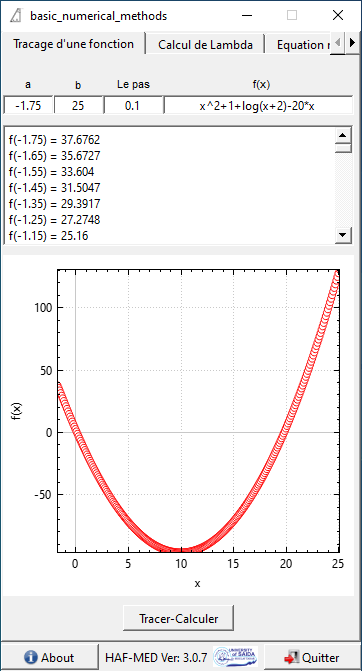 basic_numerical_methods
Tracage d'une fonction Calcul de Lambda Equation r
a b Le pas f(x)
-1.75 25 0.1 x^2+1+log(x+2)-20*x
f(-1.75) = 37.6762
f(-1.65) = 35.6727
f(-1.55) = 33.604
f(-1.45) = 31.5047
f(-1.35) = 29.3917
f(-1.25) = 27.2748
f(-1.15) = 25.16
100
50
0
-50
f(x)
0 5 10 15 20 25
x
Tracer-Calculer
About HAF-MED Ver: 3.0.7 UNIVERSITY of SAIDA Quitter